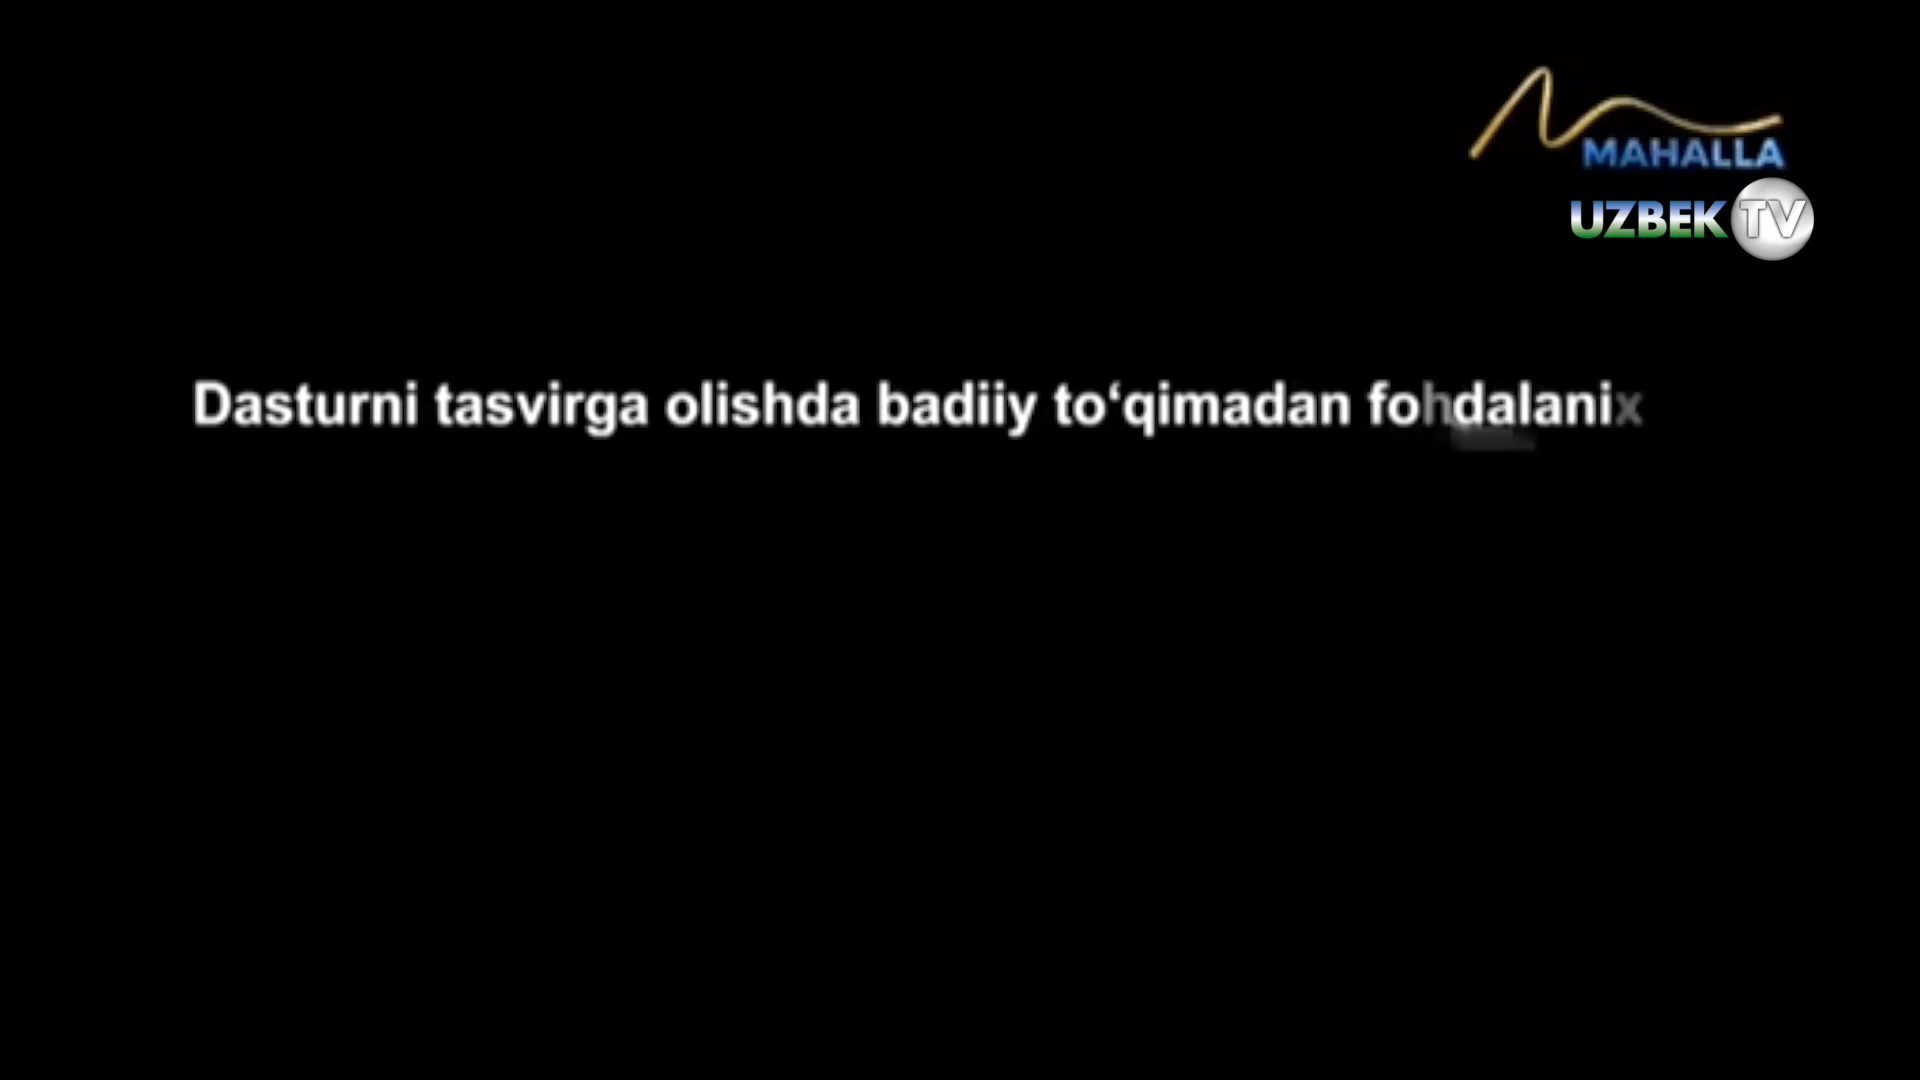 MAHALLA
UZBEK TV
Dasturni tasvirga olishda badiiy to‘qimadan